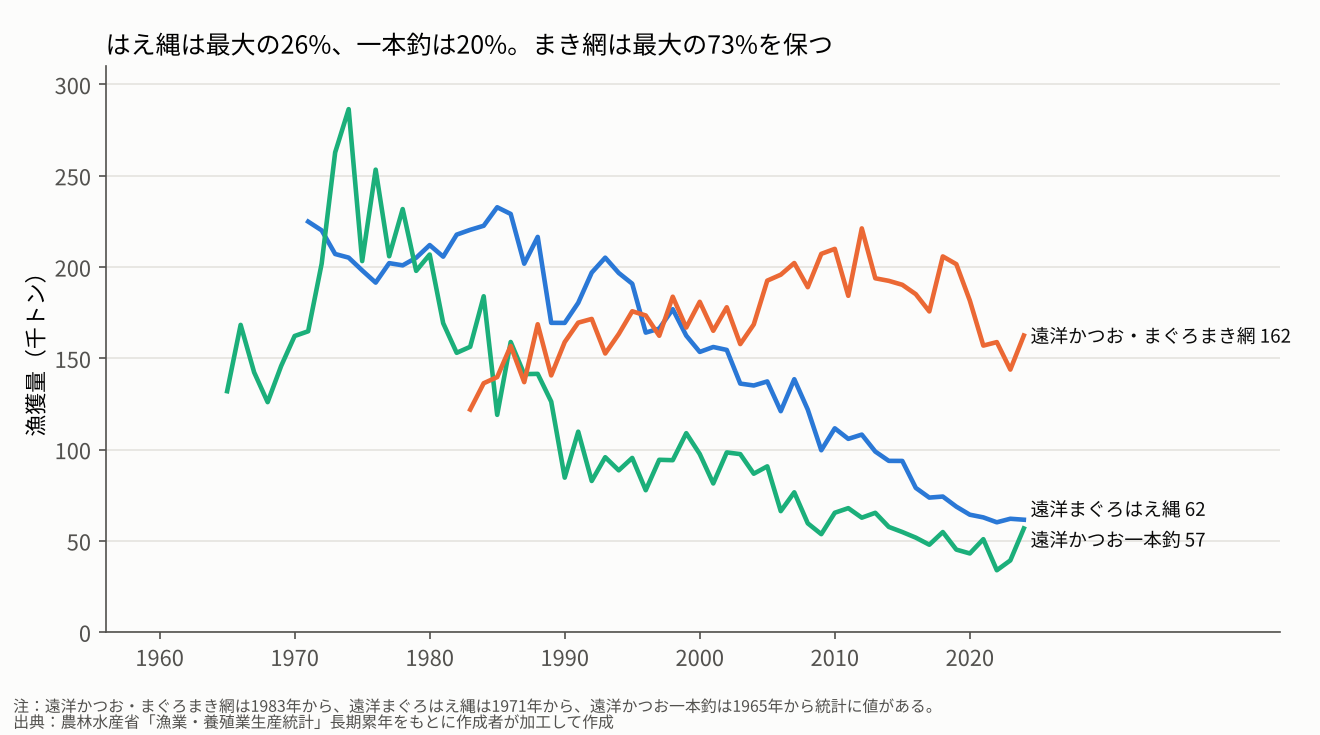 はえ縄は最大の26%、一本釣は20%。まき網は最大の73%を保つ
漁獲量（千トン）
300
250
200
150
100
50
0
1960
1970
1980
1990
2000
2010
2020
遠洋かつお・まぐろまき網 162
遠洋まぐろはえ縄 62
遠洋かつお一本釣 57
注：遠洋かつお・まぐろまき網は1983年から、遠洋まぐろはえ縄は1971年から、遠洋かつお一本釣は1965年から統計に値がある。
出典：農林水産省「漁業・養殖業生産統計」長期累年をもとに作成者が加工して作成